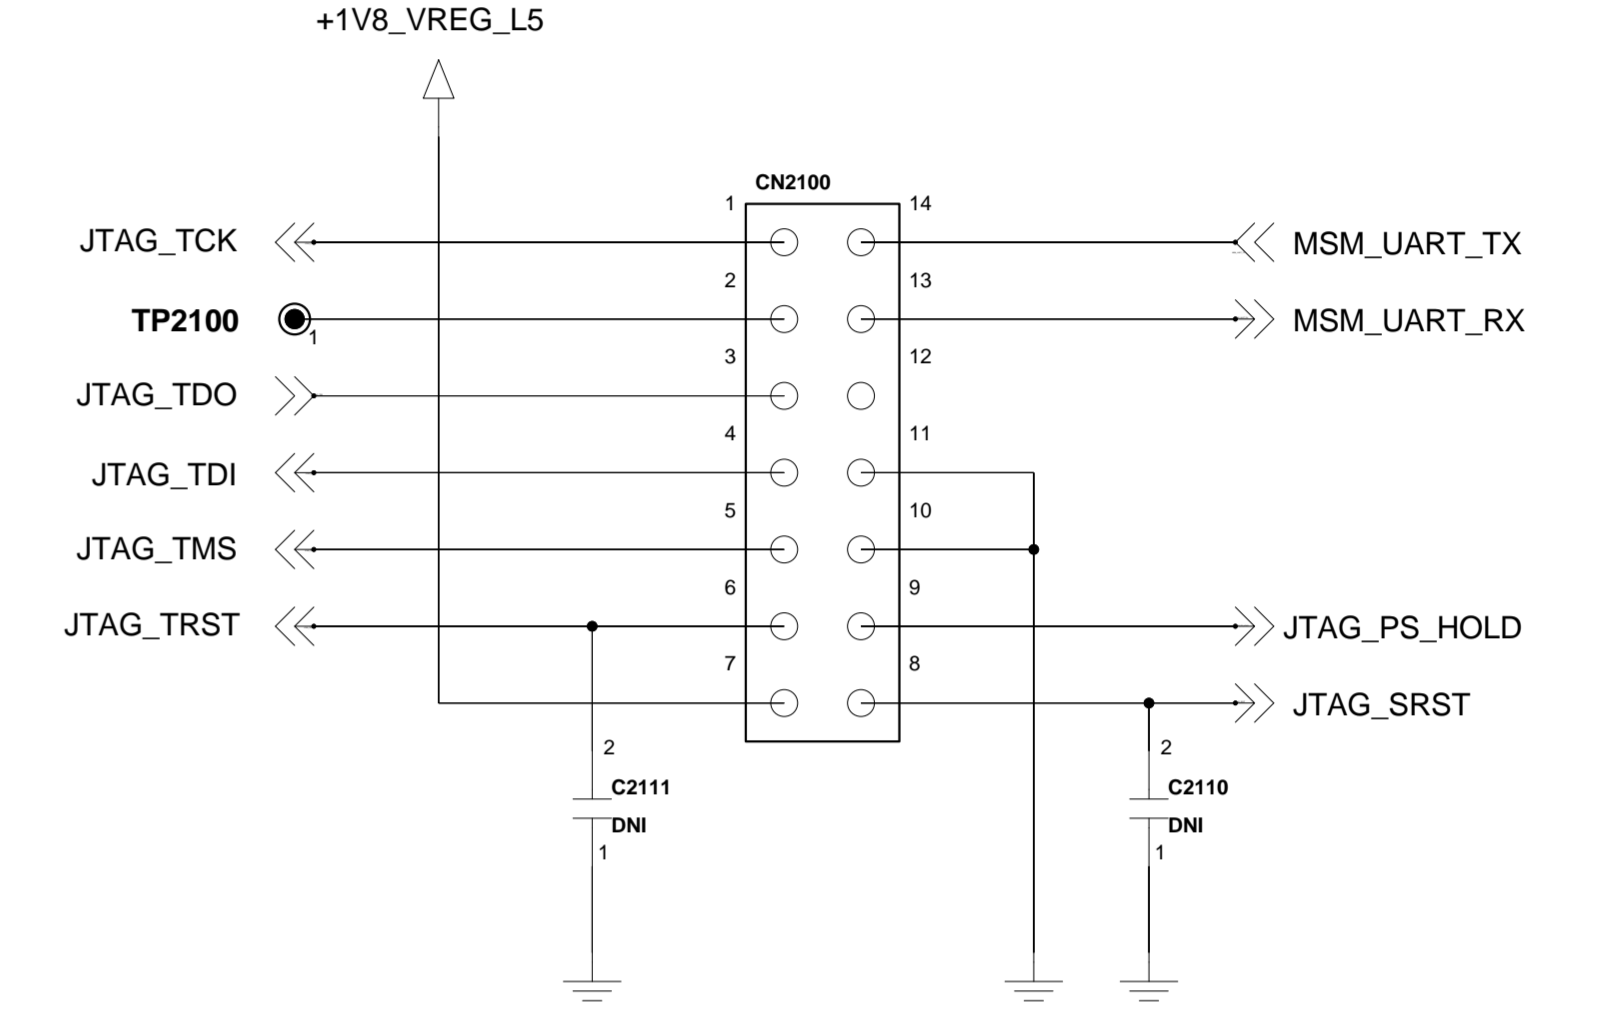 +1V8_VREG_L5
CN2100
1 14
JTAG_TCK MSM_UART_TX
2 13
TP2100 1 MSM_UART_RX
3 12
JTAG_TDO
4 11
JTAG_TDI
5 10
JTAG_TMS
6 9
JTAG_TRST JTAG_PS_HOLD
7 8
JTAG_SRST
2 2
C2111 C2110
DNI DNI
1 1